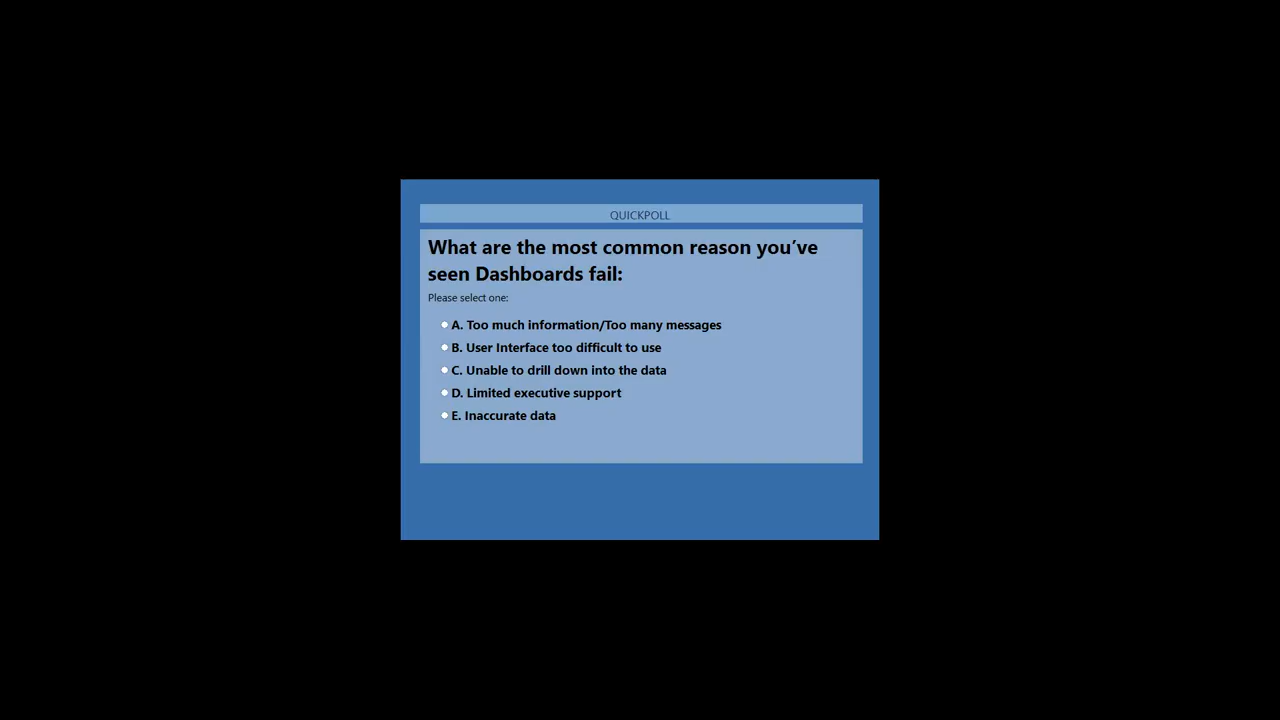 QUICKPOLL
What are the most common reason you’ve
seen Dashboards fail:
Please select one:
A. Too much information/Too many messages
B. User Interface too difficult to use
C. Unable to drill down into the data
D. Limited executive support
E. Inaccurate data